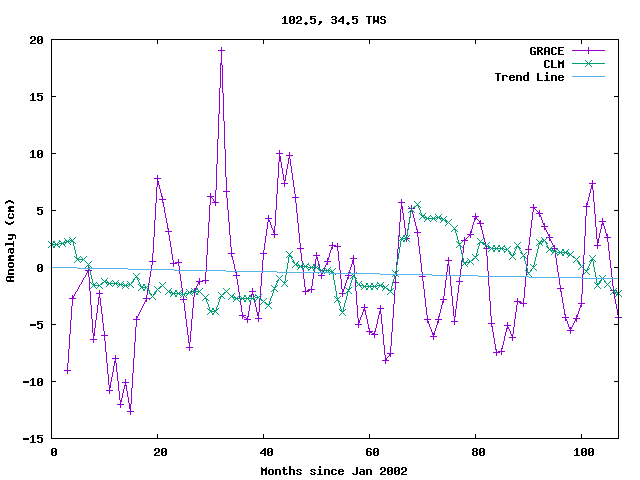 102.5, 34.5 TWS
GRACE
CLM
Trend Line
20
15
10
5
0
-5
-10
-15
Anomaly (cm)
0 20 40 60 80 100
Months since Jan 2002